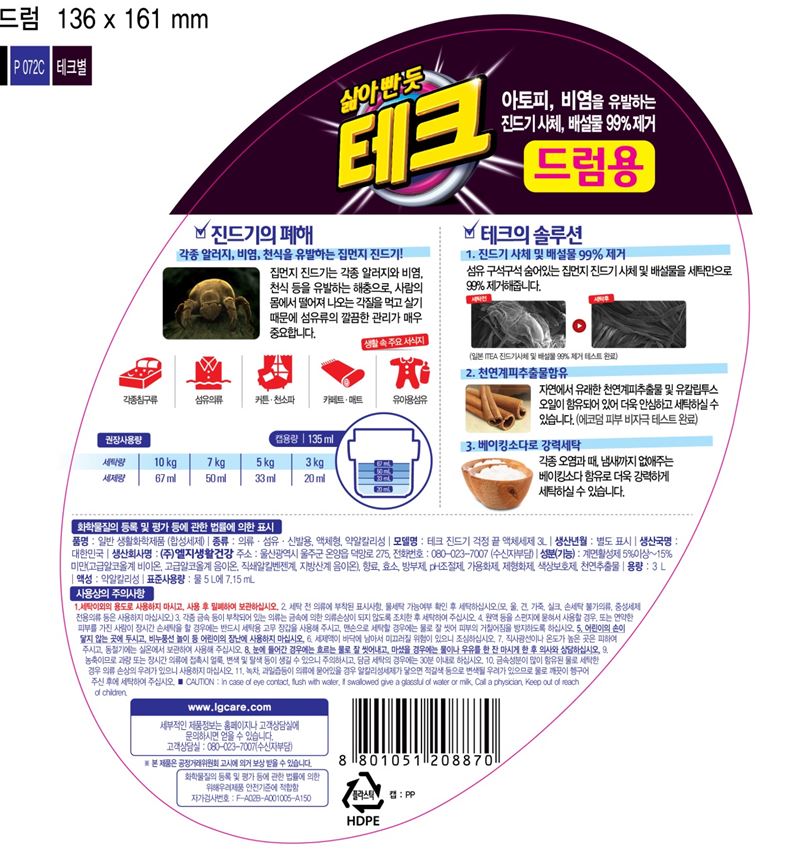 드럼 136 x 161 mm
P 072C 테크별
삶아 빤 듯
테크
아토피, 비염을 유발하는
진드기 사체, 배설물 99% 제거
드럼용
진드기의 폐해
각종 알러지, 비염, 천식을 유발하는 집먼지 진드기!
집먼지 진드기는 각종 알러지와 비염,
천식 등을 유발하는 해충으로, 사람의
몸에서 떨어져 나오는 각질을 먹고 살기
때문에 섬유류의 깔끔한 관리가 매우
중요합니다.
생활 속 주요 서식지
각종침구류 섬유의류 커튼·천소파 카페트·매트 유아용섬유
권장사용량 캡용량 135 ml
세탁량 10 kg 7 kg 5 kg 3 kg
세제량 67 ml 50 ml 33 ml 20 ml
67 mL
50 mL
33 mL
20 mL
테크의 솔루션
1. 진드기 사체 및 배설물 99% 제거
섬유 구석구석 숨어있는 집먼지 진드기 사체 및 배설물을 세탁만으로
99% 제거해줍니다.
세탁전 세탁후
(일본 ITEA 진드기사체 및 배설물 99% 제거 테스트 완료)
2. 천연계피추출물함유
자연에서 유래한 천연계피추출물 및 유칼립투스
오일이 함유되어 있어 더욱 안심하고 세탁하실 수
있습니다. (에코덤 피부 비자극 테스트 완료)
3. 베이킹소다로 강력세탁
각종 오염과 때, 냄새까지 없애주는
베이킹소다 함유로 더욱 강력하게
세탁하실 수 있습니다.
화학물질의 등록 및 평가 등에 관한 법률에 의한 표시
품명 : 일반 생활화학제품 (합성세제) | 종류 : 의류·섬유·신발용, 액체형, 약알칼리성 | 모델명 : 테크 진드기 걱정 끝 액체세제 3L | 생산년월 : 별도 표시 | 생산국명 :
대한민국 | 생산회사명 : (주)엘지생활건강 주소 : 울산광역시 울주군 온양읍 덕망로 275, 전화번호 : 080-023-7007 (수신자부담) | 성분(기능) : 계면활성제 5%이상~15%
미만(고급알코올계 비이온, 고급알코올계 음이온, 직쇄알킬벤젠계, 지방산계 음이온), 향료, 효소, 방부제, pH조절제, 가용화제, 제형화제, 색상보호제, 천연추출물 | 용량 : 3 L
| 액성 : 약알칼리성 | 표준사용량 : 물 5 L에 7.15 mL
사용상의 주의사항
1.세탁이외의 용도로 사용하지 마시고, 사용 후 밀폐하여 보관하십시오. 2. 세탁 전 의류에 부착된 표시사항, 물세탁 가능여부 확인 후 세탁하십시오.(모, 울, 견, 가죽, 실크, 손세탁 불가의류, 중성세제
전용의류 등은 사용하지 마십시오.) 3. 각종 금속 등이 부착되어 있는 의류는 금속에 의한 의류손상이 되지 않도록 조치한 후 세탁하여 주십시오. 4. 원액 등을 스펀지에 묻혀서 사용할 경우, 또는 연약한
피부를 가진 사람이 장시간 손세탁을 할 경우에는 반드시 세탁용 고무 장갑을 사용해 주시고, 맨손으로 세탁할 경우에는 물로 잘 씻어 피부의 거칠어짐을 방지하도록 하십시오. 5. 어린이의 손이
닿지 않는 곳에 두시고, 비눗풍선 놀이 등 어린이의 장난에 사용하지 마십시오. 6. 세제액이 바닥에 남아서 미끄러질 위험이 있으니 조심하십시오. 7. 직사광선이나 온도가 높은 곳은 피하여
주시고, 동절기에는 실온에서 보관하여 사용해 주십시오. 8. 눈에 들어간 경우에는 흐르는 물로 잘 씻어내고, 마셨을 경우에는 물이나 우유를 한 잔 마시게 한 후 의사와 상담하십시오. 9.
농축이므로 과량 또는 장시간 의류에 접촉시 얼룩, 변색 및 탈색 등이 생길 수 있으니 주의하시고, 담금 세탁의 경우에는 30분 이내로 하십시오. 10. 금속성분이 많이 함유된 물로 세탁한
경우 의류 손상의 우려가 있으니 사용하지 마십시오. 11. 녹차, 과일즙등이 의류에 묻어있을 경우 알칼리성세제가 닿으면 적갈색 등으로 변색될 우려가 있으므로 물로 깨끗이 헹구어
주신 후에 세탁하여 주십시오. ■ CAUTION : In case of eye contact, flush with water, If swallowed give a glassful of water or milk, Call a physician, Keep out of reach
of children.
www.lgcare.com
세부적인 제품정보는 홈페이지나 고객상담실에
문의하시면 얻을 수 있습니다.
고객상담실 : 080-023-7007(수신자부담)
※ 본 제품은 공정거래위원회 고시에 의거 보상 받을 수 있습니다.
화학물질의 등록 및 평가 등에 관한 법률에 의한
위해우려제품 안전기준에 적합함
자가검사번호 : F-A02B-A001005-A150
8 801051 208870
플라스틱
HDPE
캡 : PP